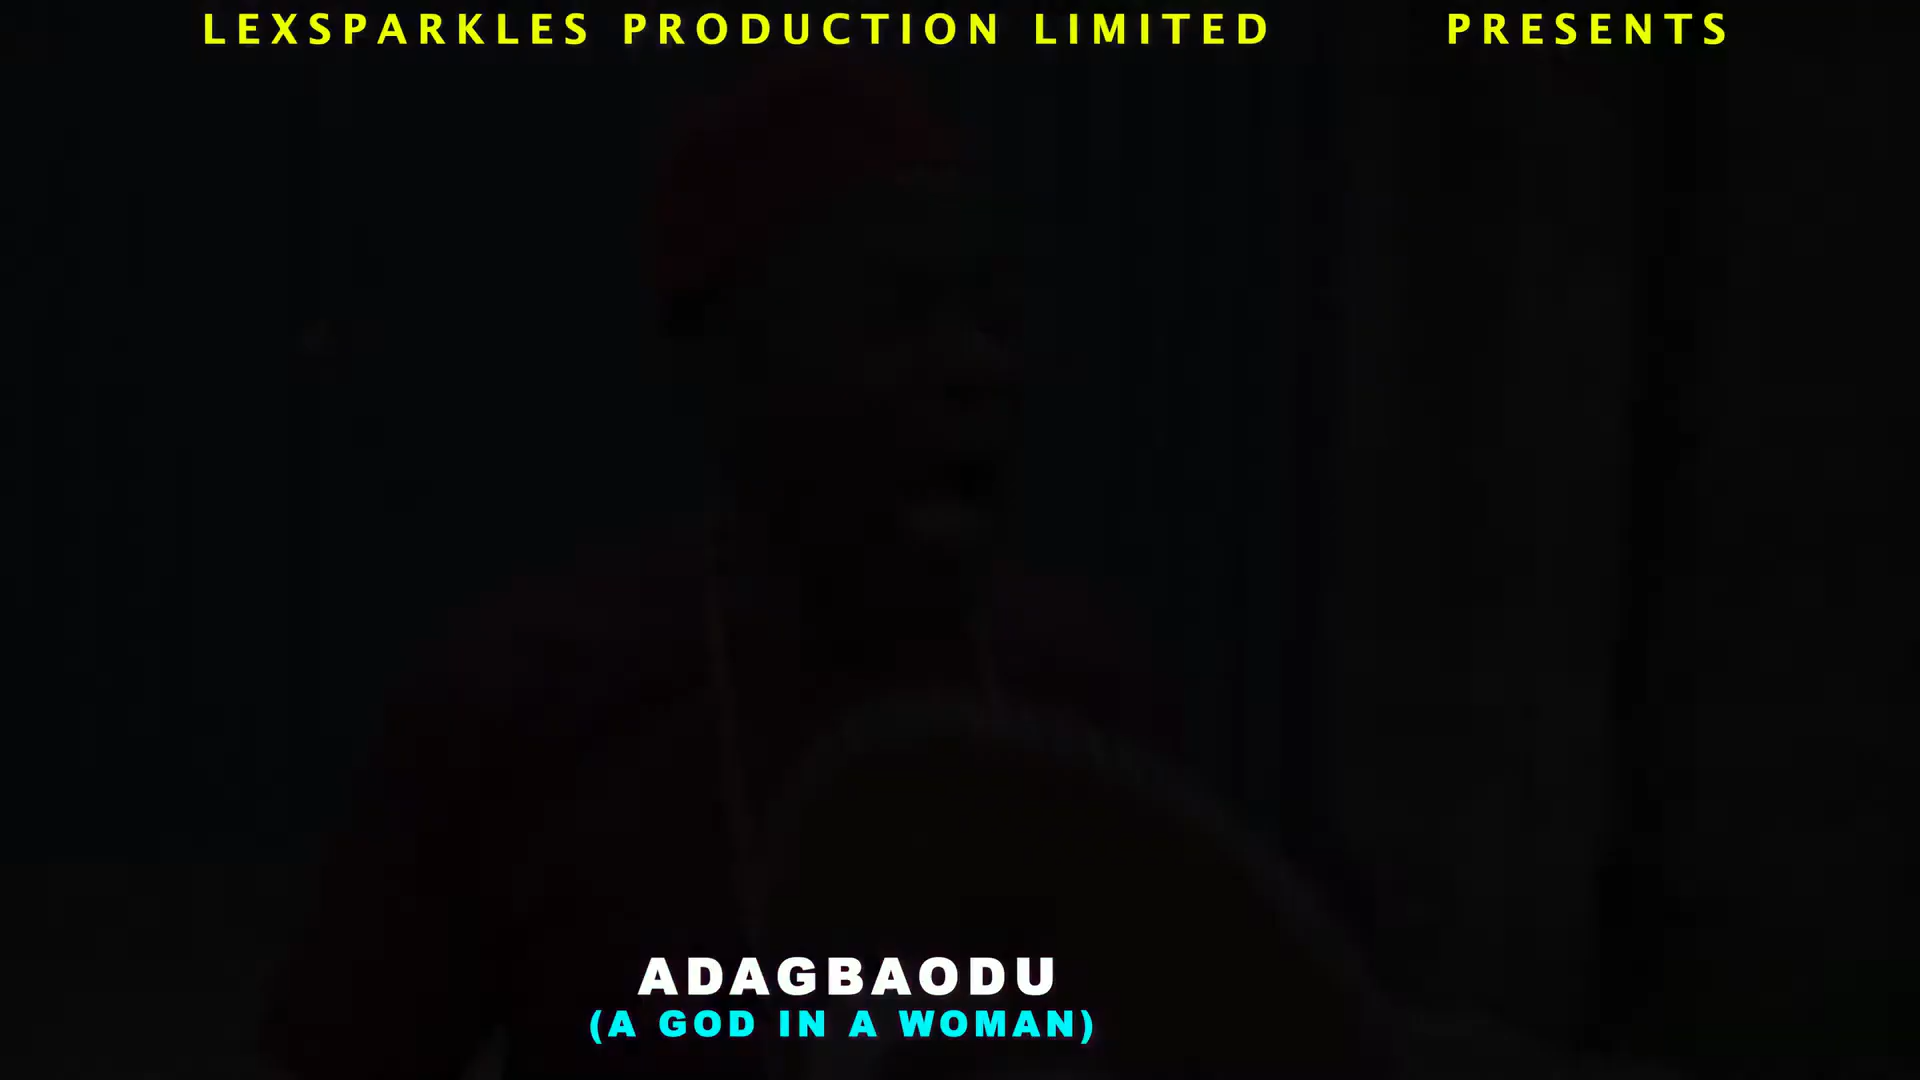 LEXSPARKLES PRODUCTION LIMITED PRESENTS
ADAGBAODU
(A GOD IN A WOMAN)